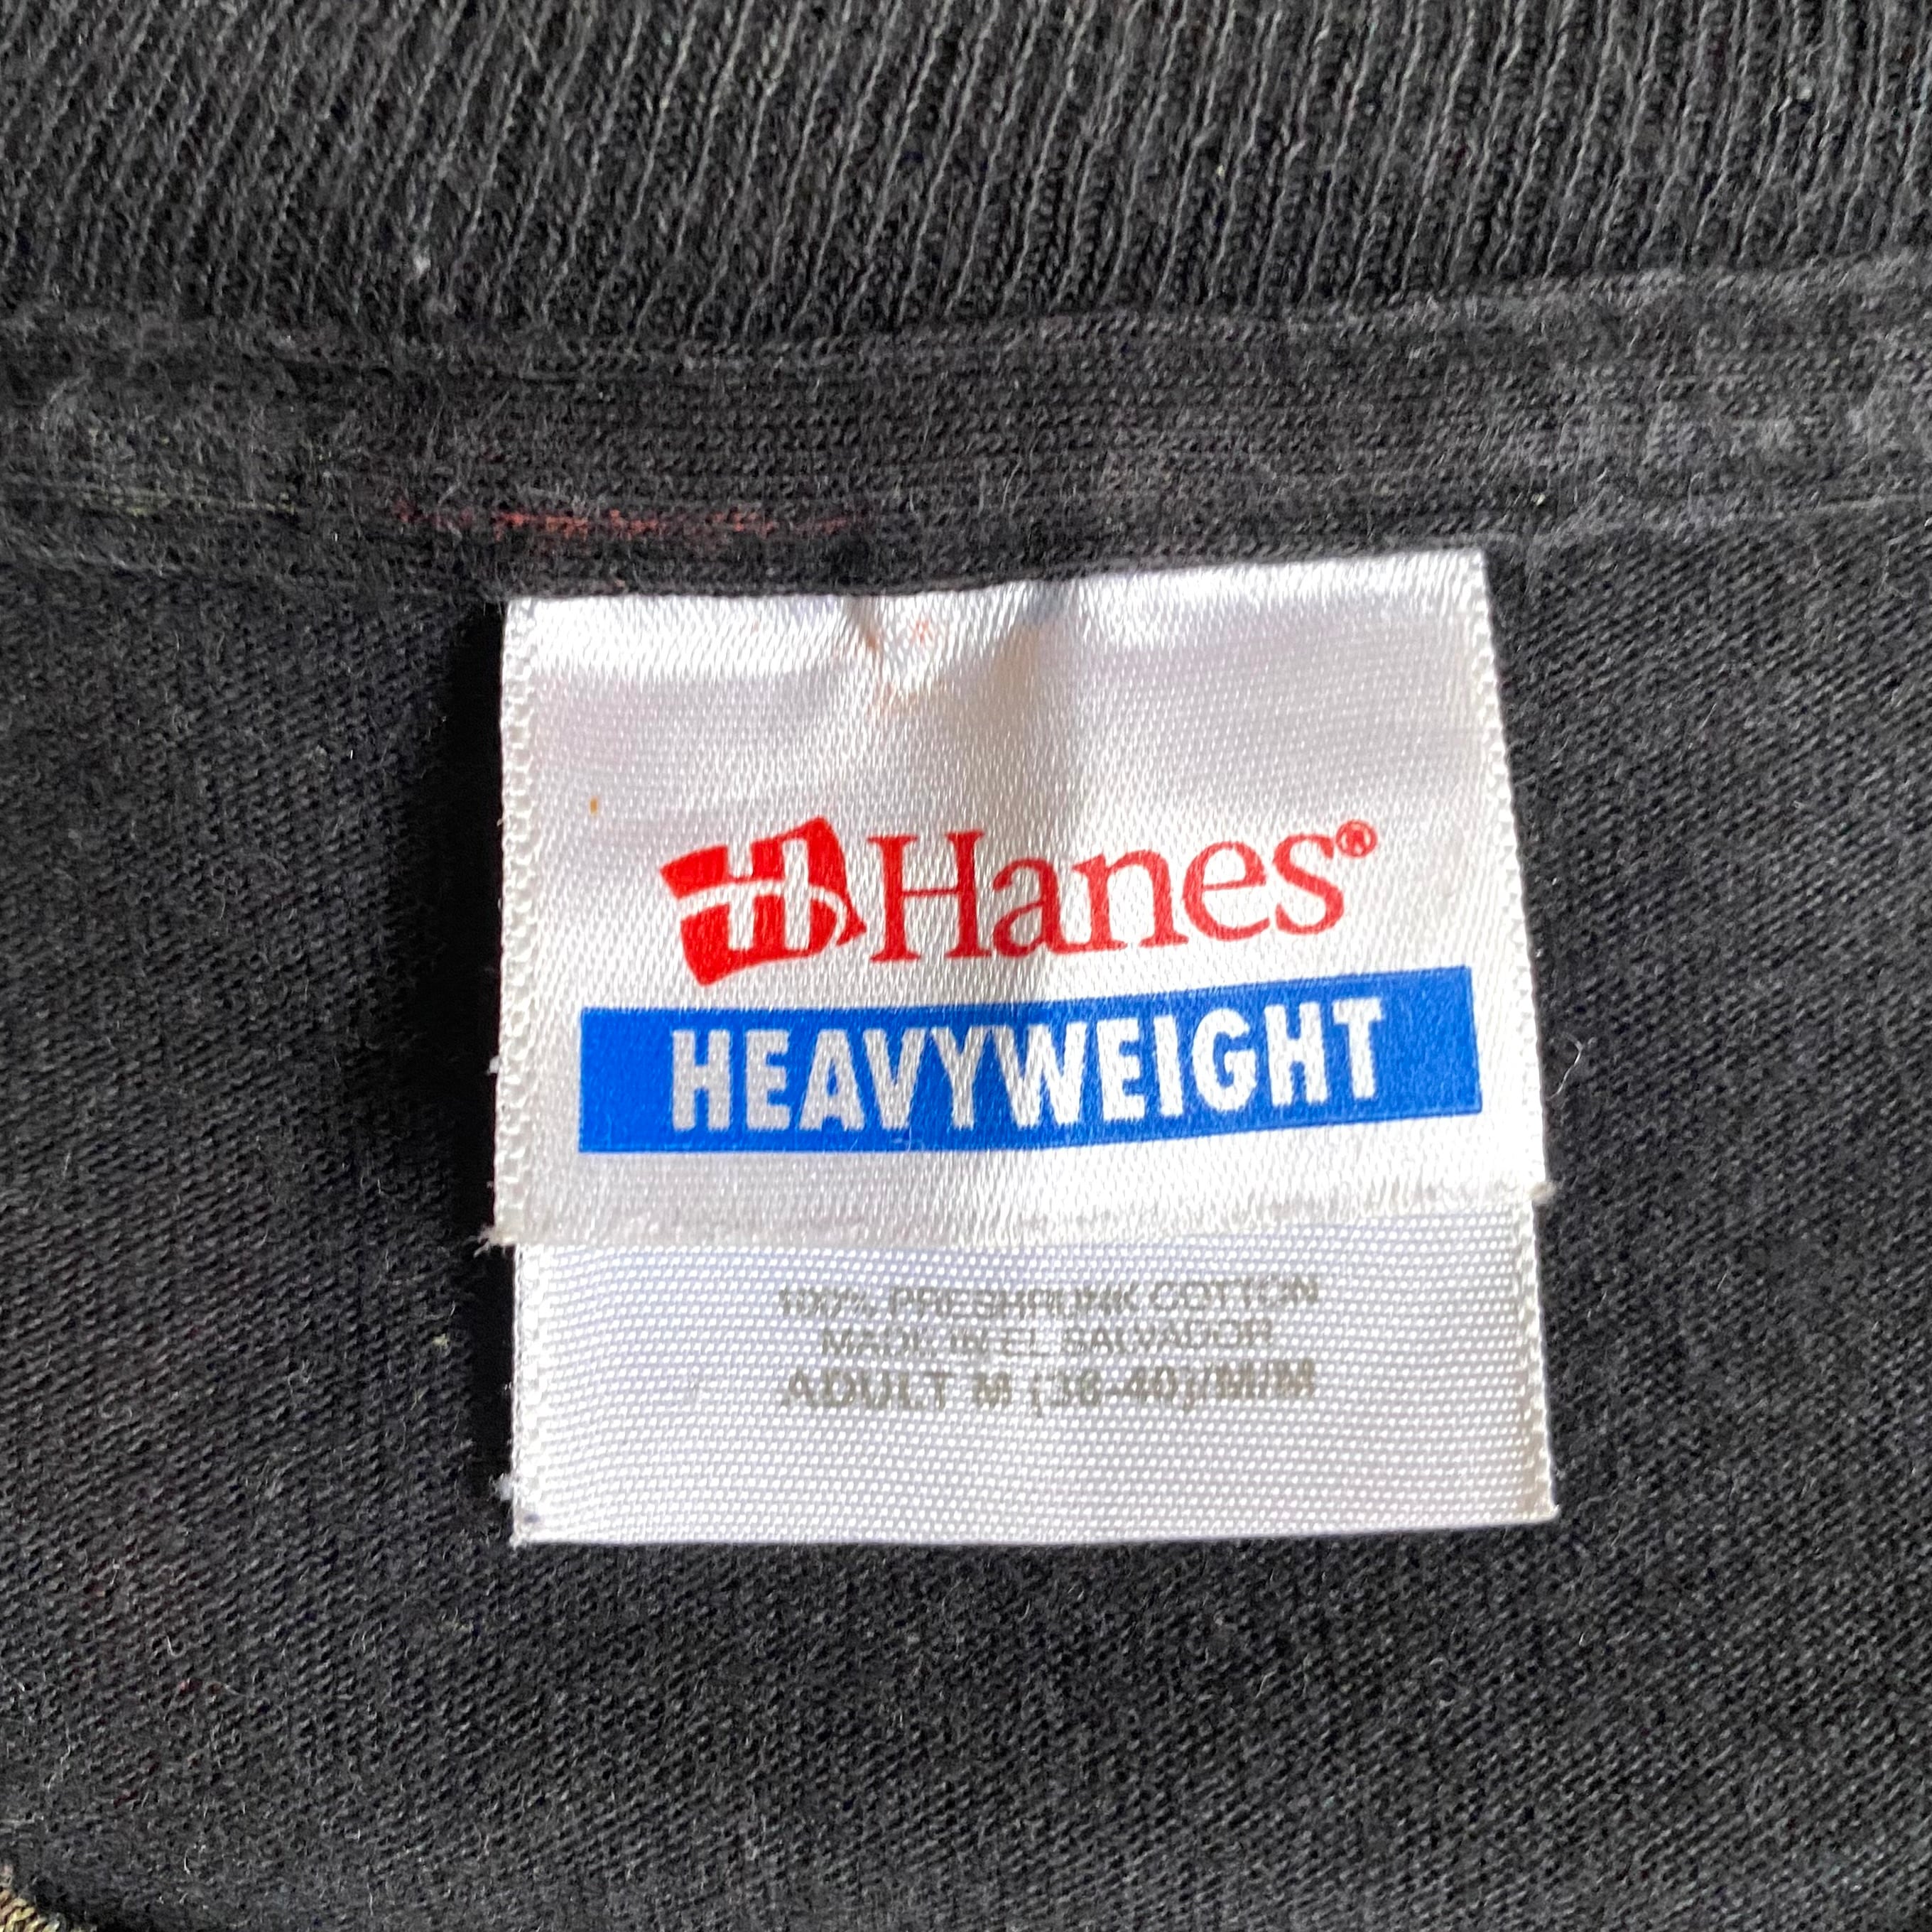 Hanes®
HEAVYWEIGHT
100% PRESHRUNK COTTON
MADE IN EL SALVADOR
ADULT M (38-40)/M/M